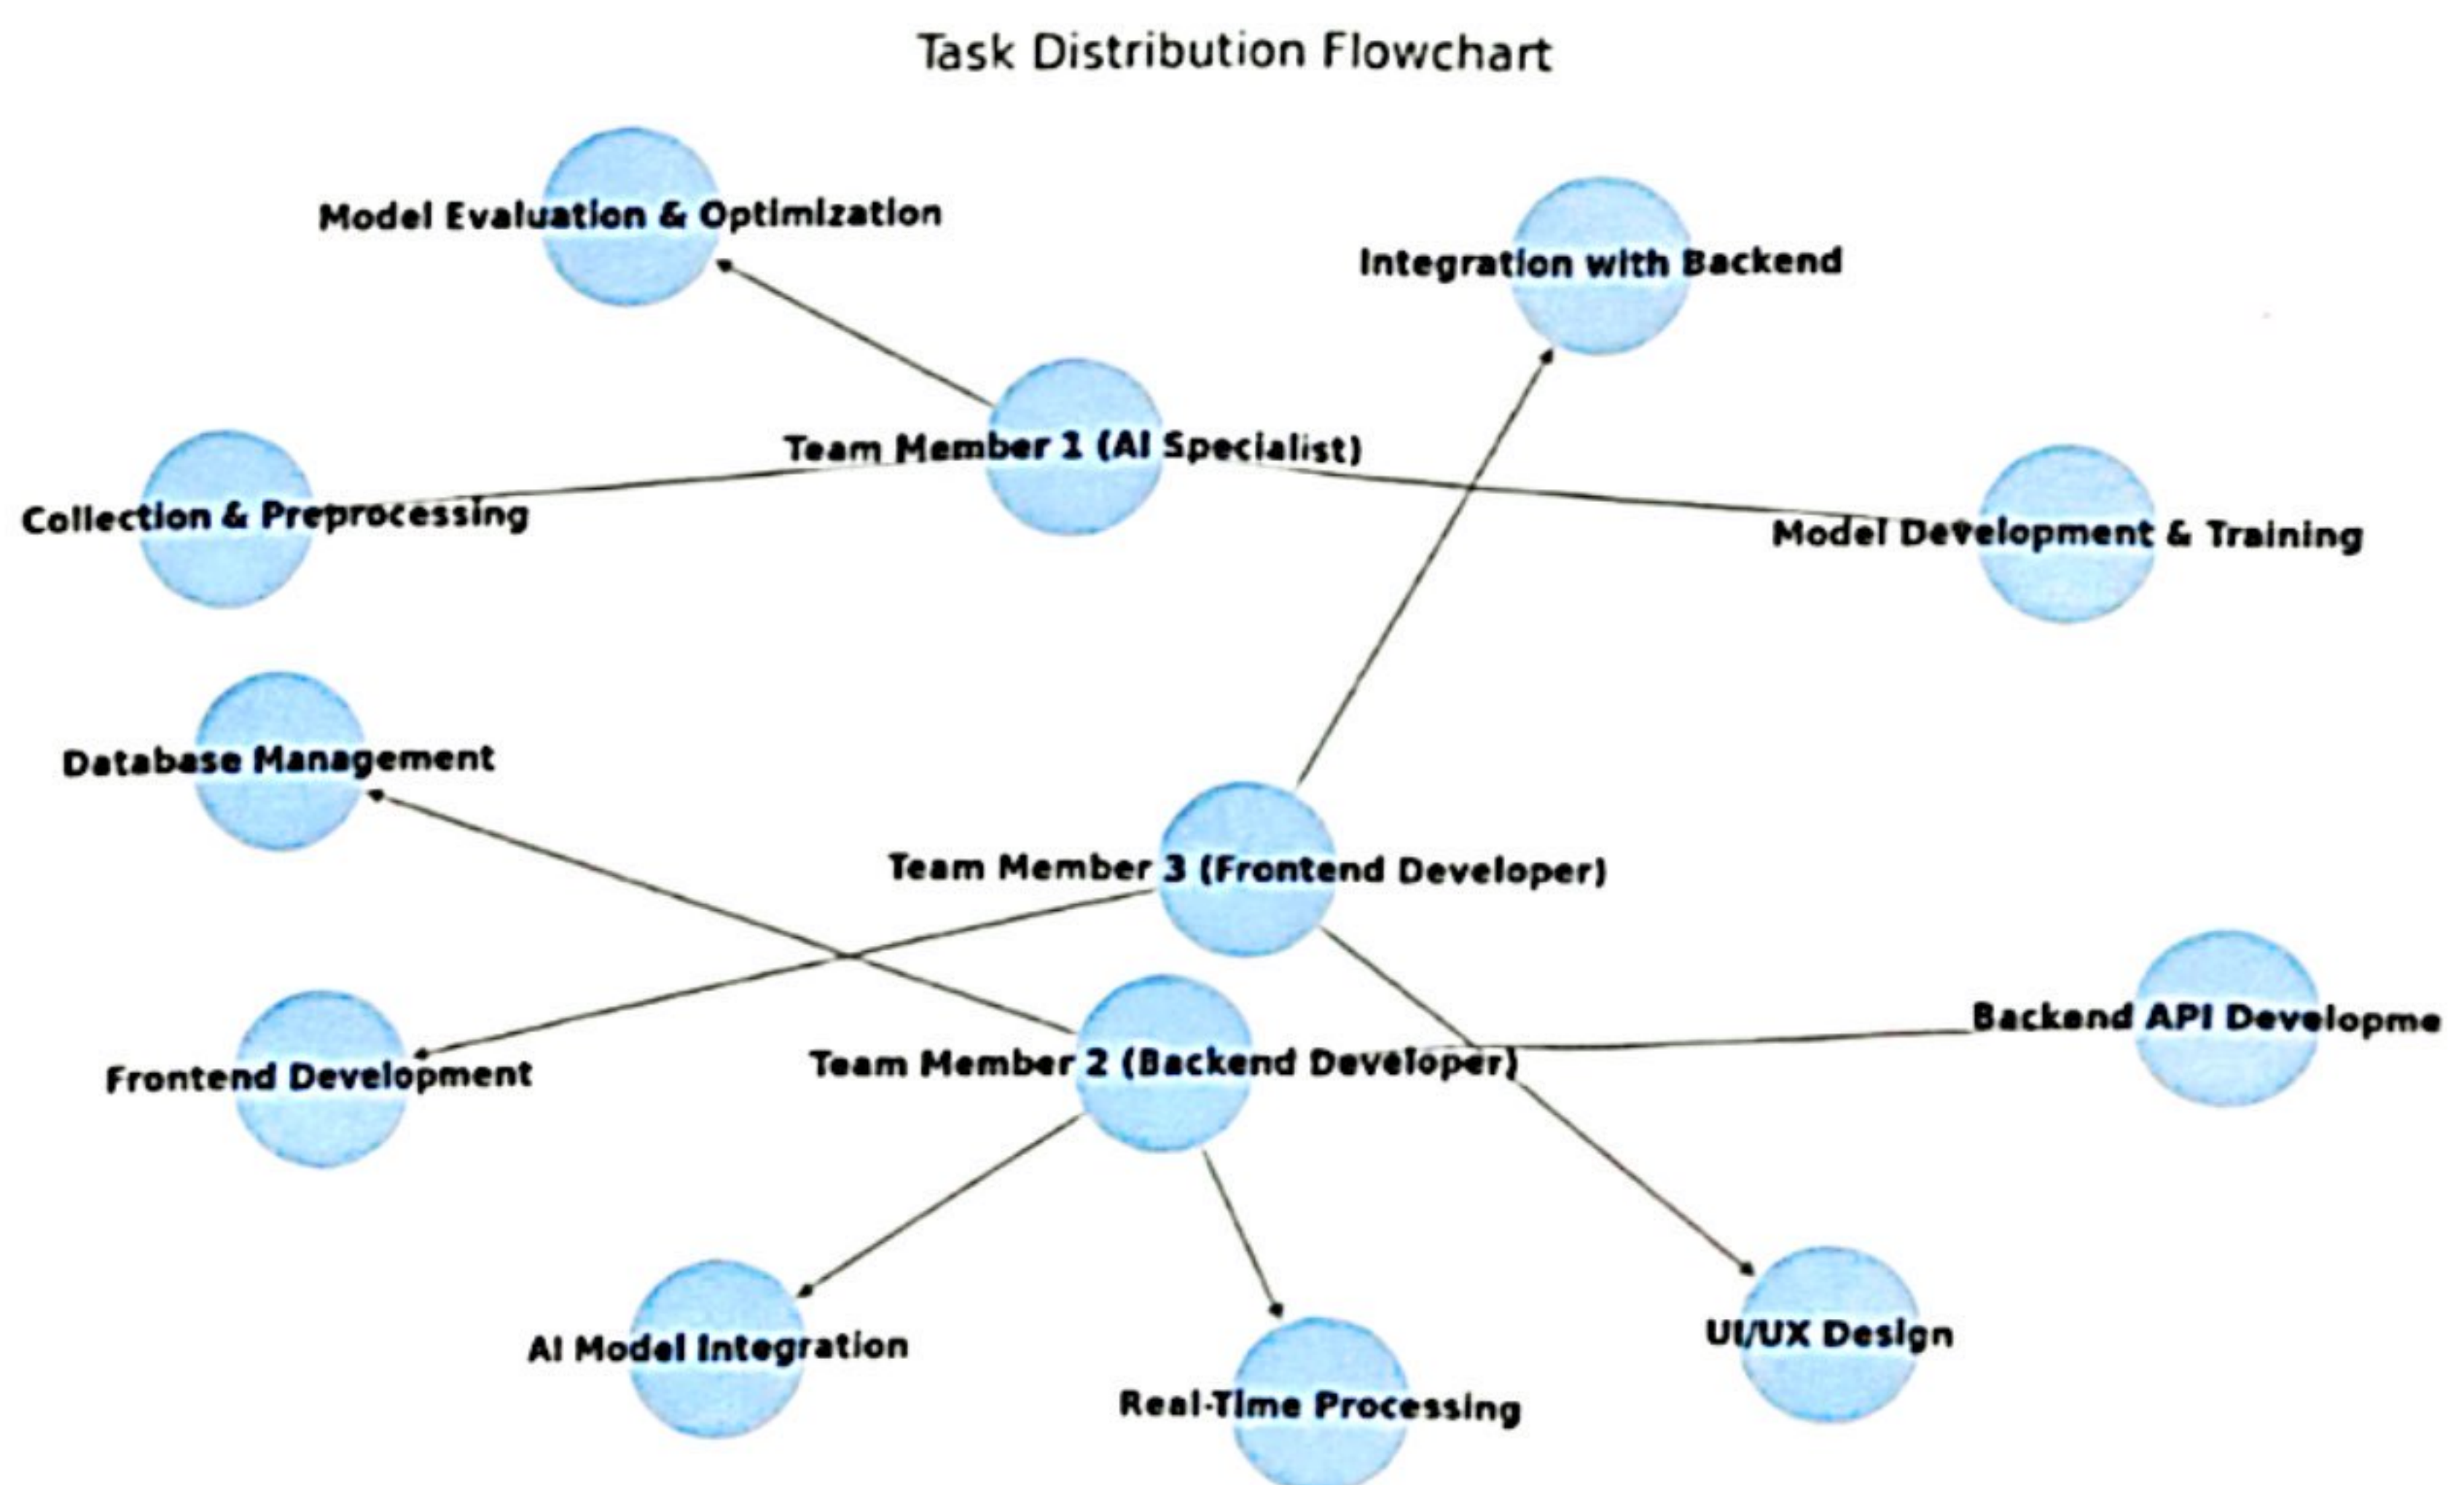 Task Distribution Flowchart
Model Evaluation & Optimization
Integration with Backend
Team Member 1 (AI Specialist)
Collection & Preprocessing
Model Development & Training
Database Management
Team Member 3 (Frontend Developer)
Backend API Developme
Frontend Development
Team Member 2 (Backend Developer)
AI Model Integration
UI/UX Design
Real-Time Processing